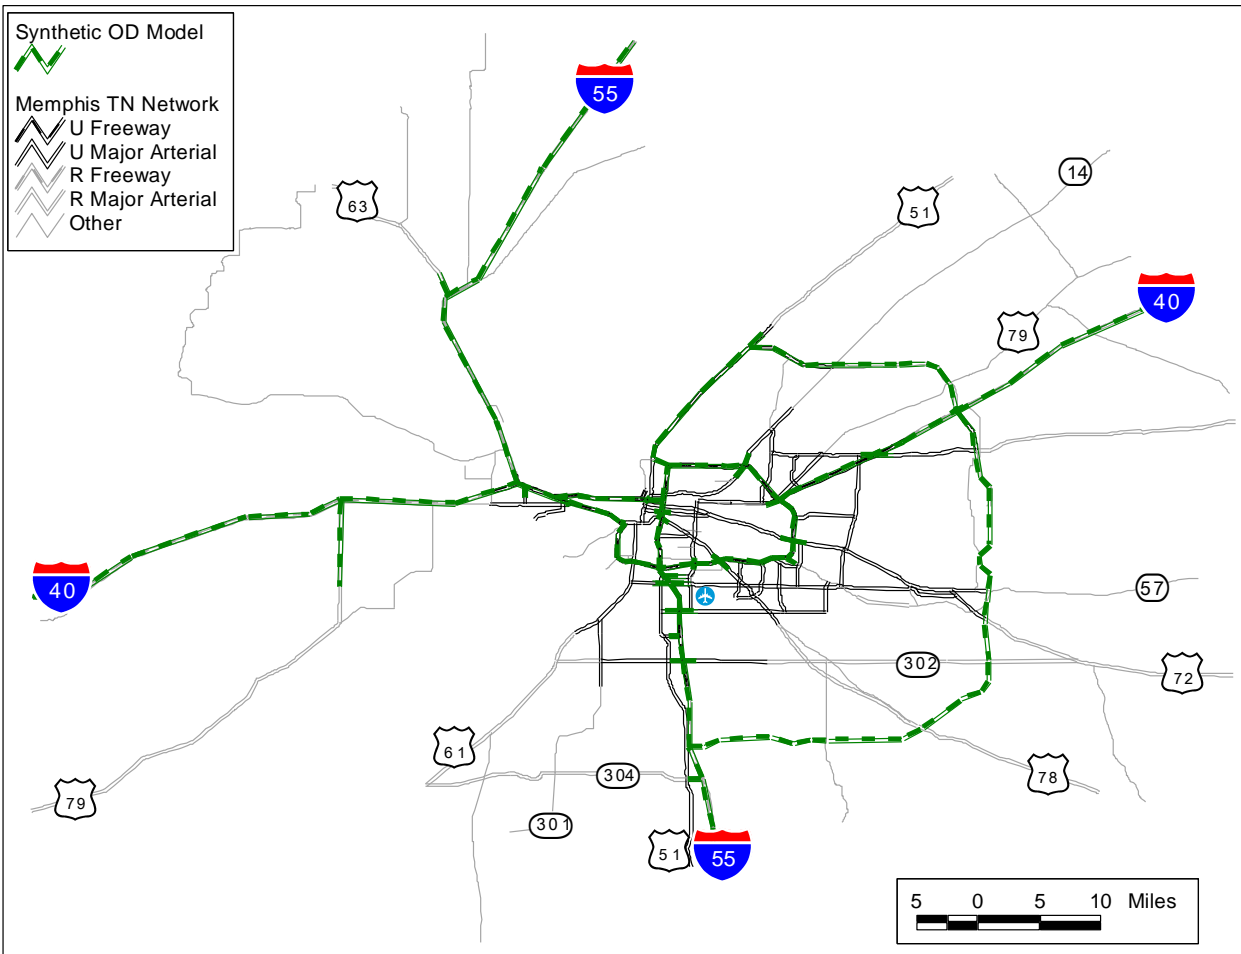 Synthetic OD Model
Memphis TN Network
U Freeway
U Major Arterial
R Freeway
R Major Arterial
Other
55
63
51
14
40
79
40
57
302
72
61
304
78
79
301
51
55
5 0 5 10 Miles